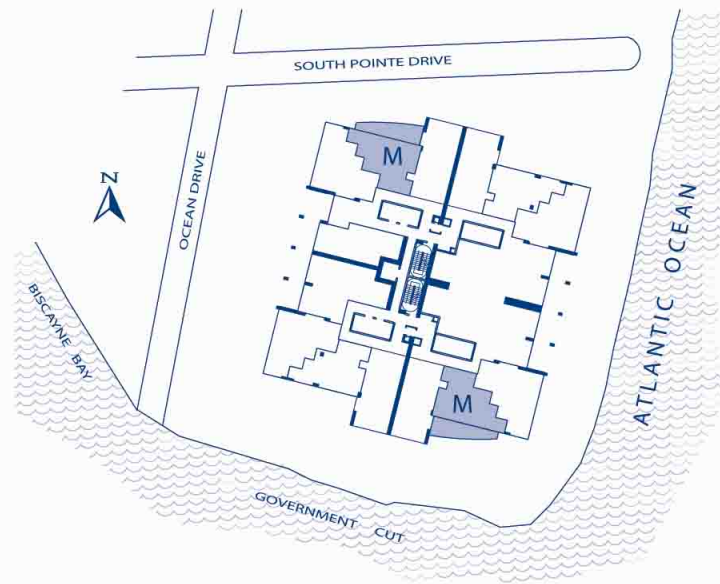 SOUTH POINTE DRIVE
M
N
OCEAN DRIVE
ATLANTIC OCEAN
BISCAYNE BAY
M
GOVERNMENT CUT